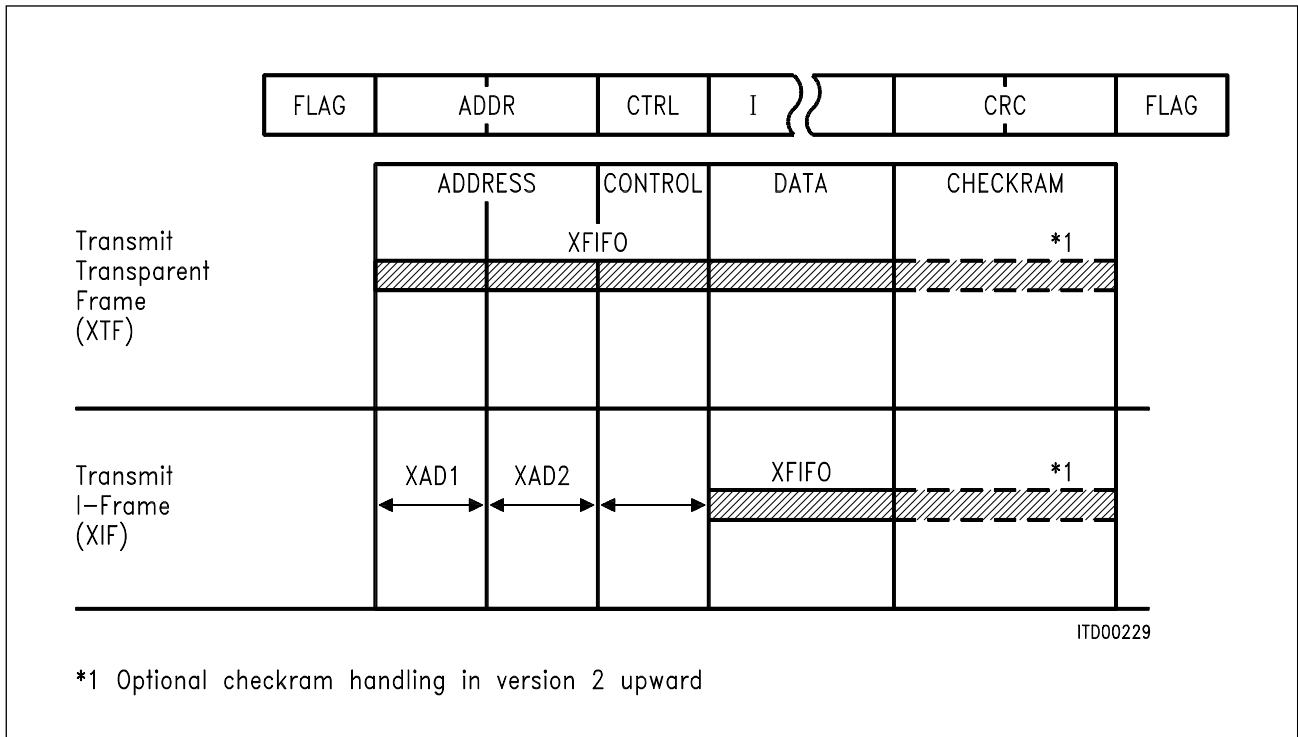 FLAG ADDR CTRL I CRC FLAG
ADDRESS CONTROL DATA CHECKRAM
Transmit
Transparent
Frame
(XTF)
XFIFO *1
Transmit
I-Frame
(XIF)
XAD1 XAD2 XFIFO *1
ITD00229
*1 Optional checkram handling in version 2 upward